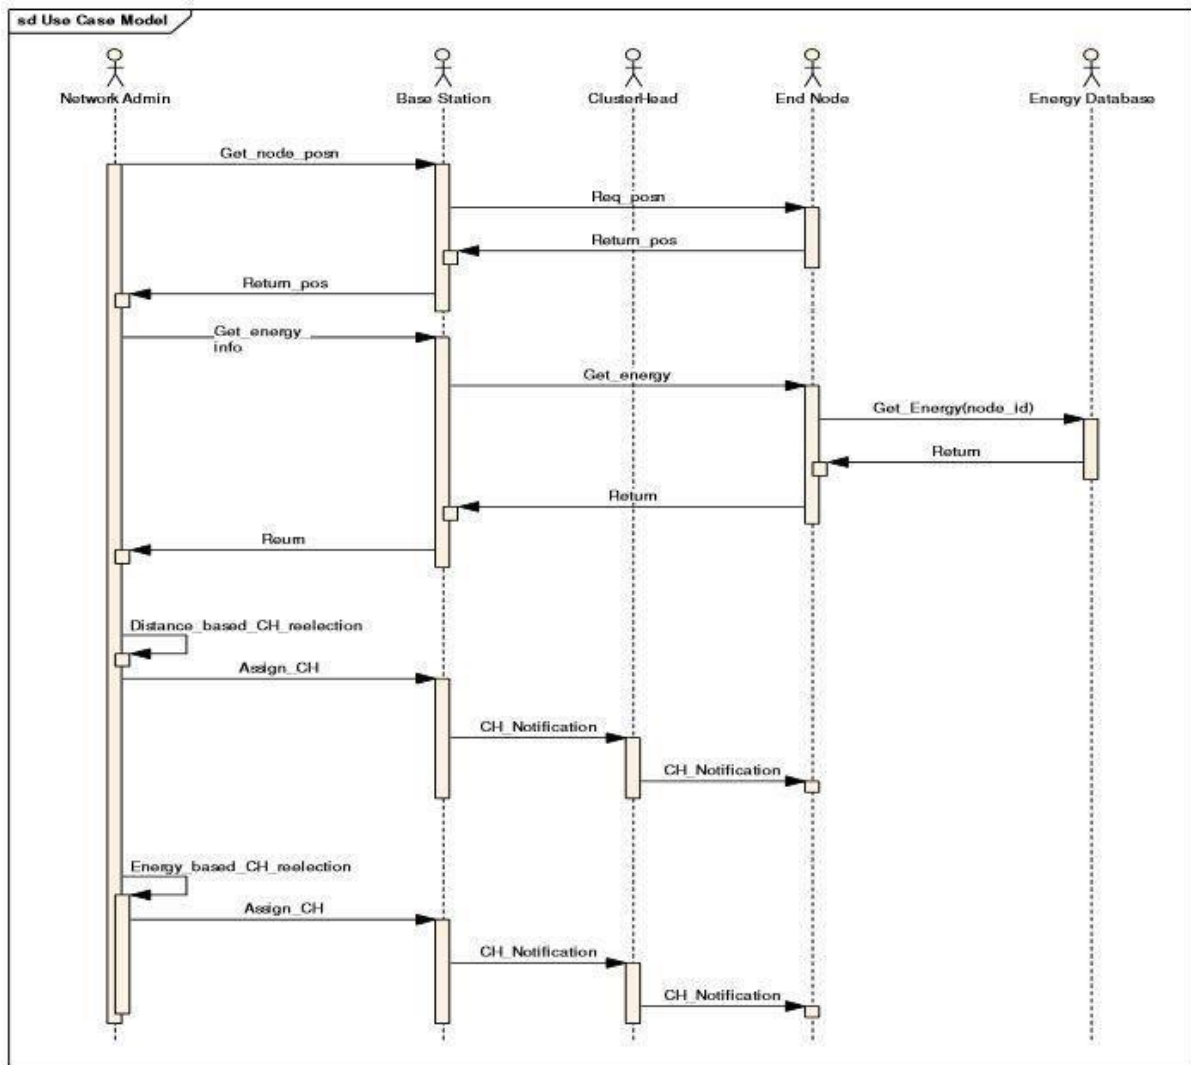 sd Use Case Model
Network Admin
Base Station
ClusterHead
End Node
Energy Database
Get_node_posn
Req_posn
Return_pos
Return_pos
Get_energy_
info
Get_energy
Get_Energy(node_id)
Return
Return
Reurn
Distance_based_CH_reelection
Assign_CH
CH_Notification
CH_Notification
Energy_based_CH_reelection
Assign_CH
CH_Notification
CH_Notification